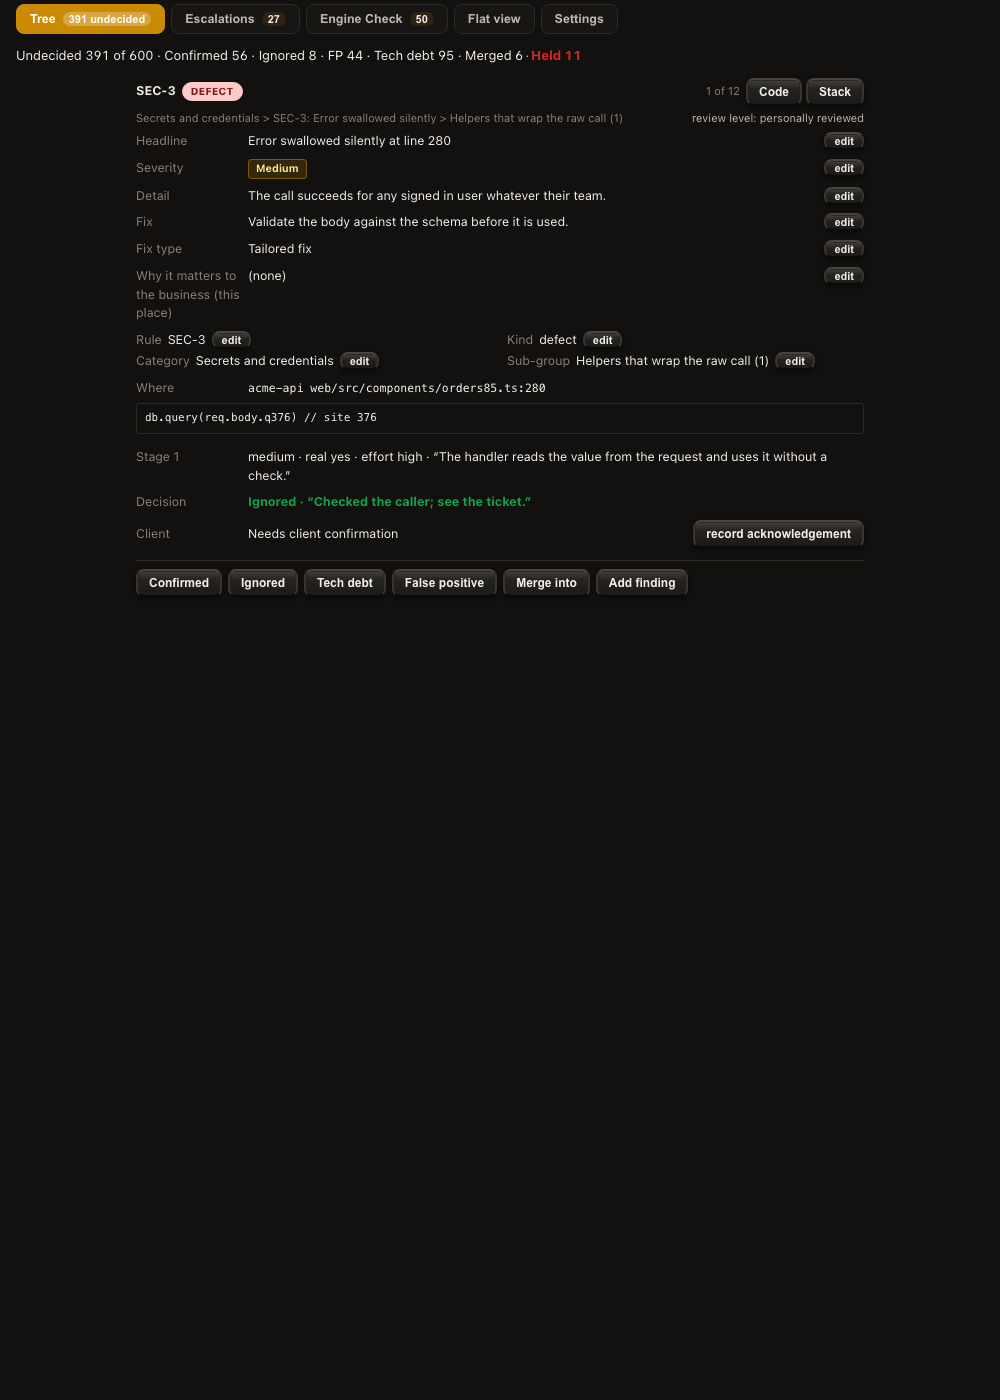 Tree 391 undecided Escalations 27 Engine Check 50 Flat view Settings
Undecided 391 of 600 · Confirmed 56 · Ignored 8 · FP 44 · Tech debt 95 · Merged 6 · Held 11
SEC-3 DEFECT 1 of 12 Code Stack
Secrets and credentials > SEC-3: Error swallowed silently > Helpers that wrap the raw call (1) review level: personally reviewed
Headline Error swallowed silently at line 280 edit
Severity Medium edit
Detail The call succeeds for any signed in user whatever their team. edit
Fix Validate the body against the schema before it is used. edit
Fix type Tailored fix edit
Why it matters to (none) edit
the business (this
place)
Rule SEC-3 edit Kind defect edit
Category Secrets and credentials edit Sub-group Helpers that wrap the raw call (1) edit
Where acme-api web/src/components/orders85.ts:280
db.query(req.body.q376) // site 376
Stage 1 medium · real yes · effort high · “The handler reads the value from the request and uses it without a
check.”
Decision Ignored · “Checked the caller; see the ticket.”
Client Needs client confirmation record acknowledgement
Confirmed Ignored Tech debt False positive Merge into Add finding